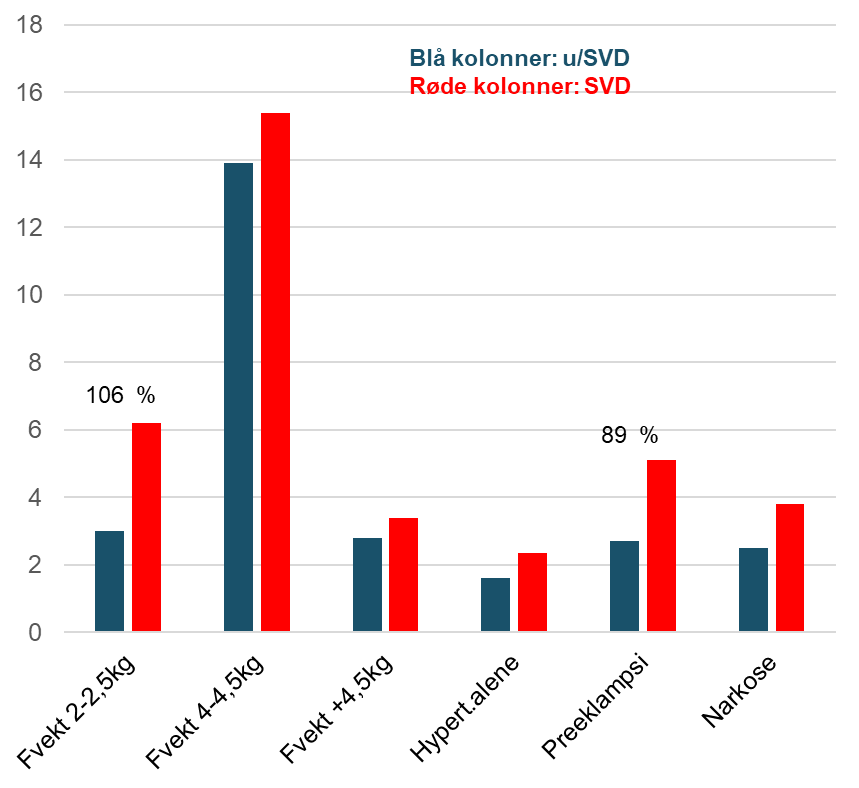 18
Blå kolonner: u/SVD
Røde kolonner: SVD
16
14
12
10
8
106 %
6
89 %
4
2
0
Fvekt 2-2,5kg
Fvekt 4-4,5kg
Fvekt +4,5kg
Hypert.alene
Preeklampsi
Narkose